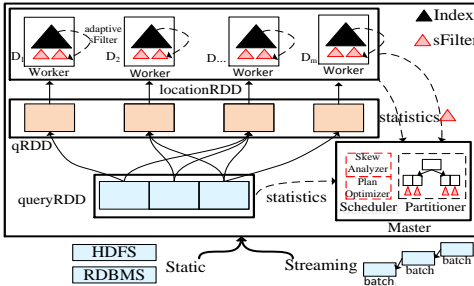 Index
sFilter
adaptive
sFilter
D1
D2
D...
Dm
Worker
Worker
Worker
Worker
locationRDD
statistics
qRDD
queryRDD
statistics
Skew
Analyzer
Plan
Optimizer
Scheduler
Partitioner
Master
HDFS
RDBMS
Static
Streaming
batch
batch
batch